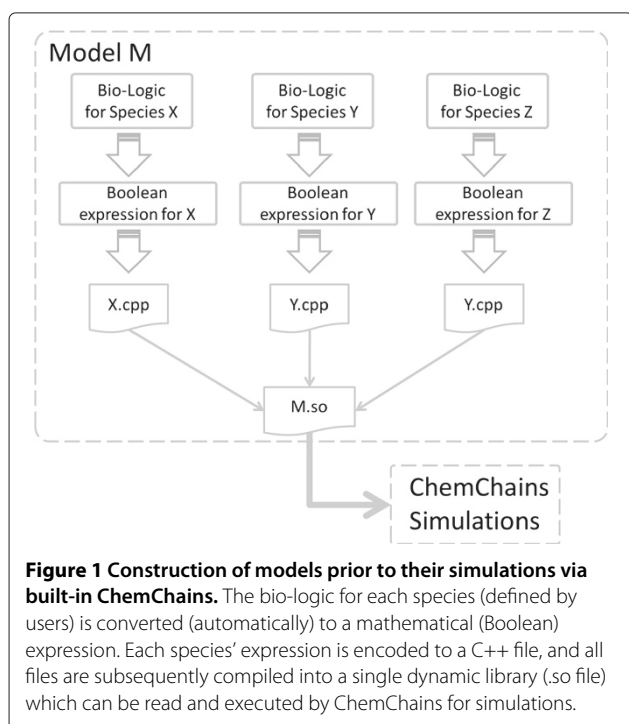 Model M
Bio-Logic for Species X
Bio-Logic for Species Y
Bio-Logic for Species Z
Boolean expression for X
Boolean expression for Y
Boolean expression for Z
X.cpp
Y.cpp
Y.cpp
M.so
ChemChains
Simulations
Figure 1 Construction of models prior to their simulations via
built-in ChemChains. The bio-logic for each species (defined by
users) is converted (automatically) to a mathematical (Boolean)
expression. Each species' expression is encoded to a C++ file, and all
files are subsequently compiled into a single dynamic library (.so file)
which can be read and executed by ChemChains for simulations.